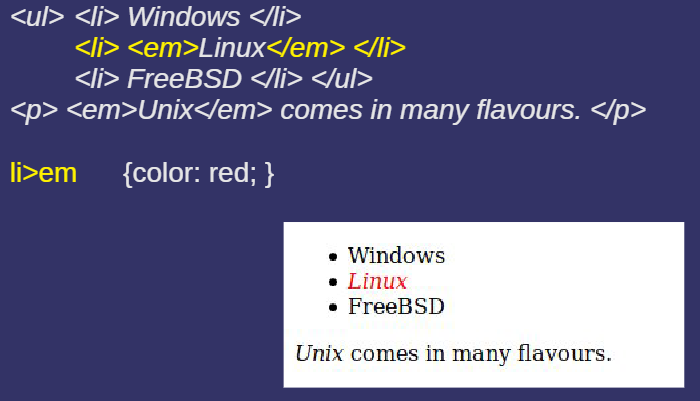 <ul> <li> Windows </li>
<li> <em>Linux</em> </li>
<li> FreeBSD </li> </ul>
<p> <em>Unix</em> comes in many flavours. </p>
li>em {color: red; }
• Windows
• Linux
• FreeBSD
Unix comes in many flavours.